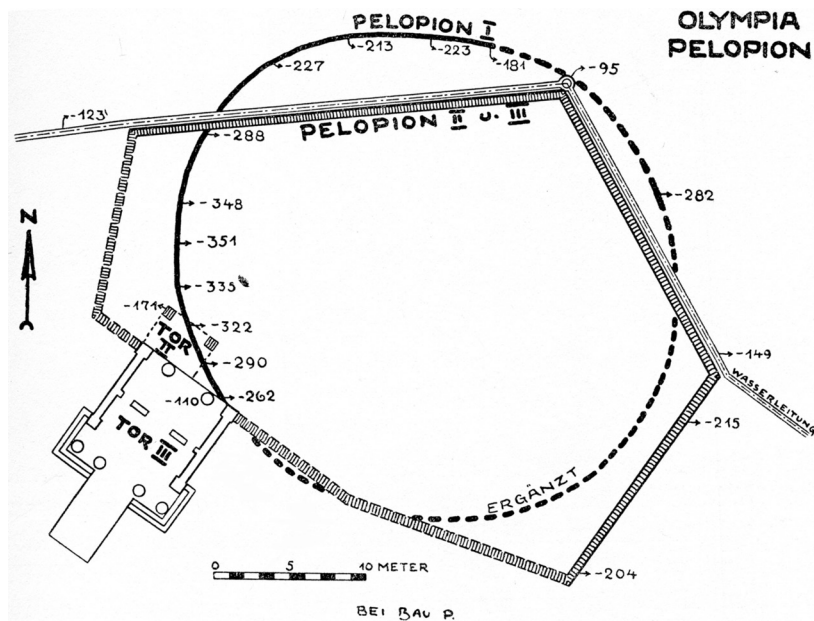 OLYMPIA
PELOPION
PELOPION I
-213
-223
-181
-227
-95
-123'
-288
PELOPION II u. III
-282
-348
-351
N
-335
-171
-322
TOR II
-290
-149
-110
-262
WASSERLEITUNG
-215
TOR III
ERGÄNZT
0 5 10 METER
-204
BEI BAU P.